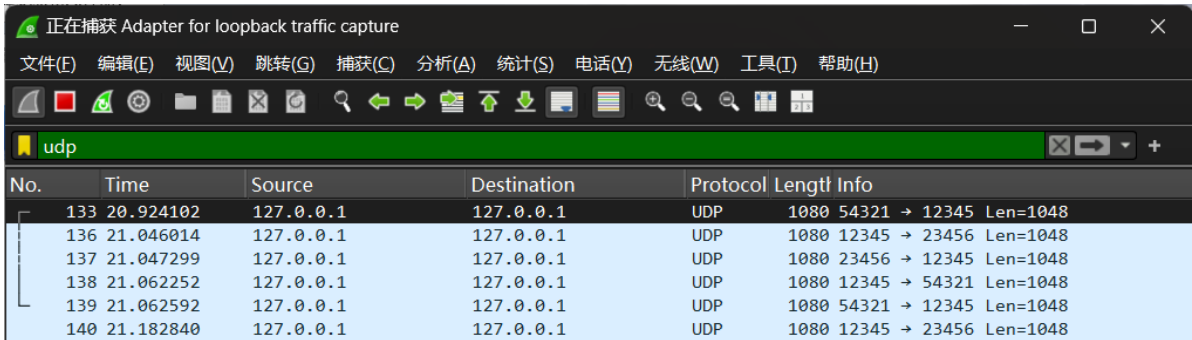 正在捕获 Adapter for loopback traffic capture
文件(F) 编辑(E) 视图(V) 跳转(G) 捕获(C) 分析(A) 统计(S) 电话(Y) 无线(W) 工具(T) 帮助(H)
udp
No. Time Source Destination Protocol Length Info
133 20.924102 127.0.0.1 127.0.0.1 UDP 1080 54321 → 12345 Len=1048
136 21.046014 127.0.0.1 127.0.0.1 UDP 1080 12345 → 23456 Len=1048
137 21.047299 127.0.0.1 127.0.0.1 UDP 1080 23456 → 12345 Len=1048
138 21.062252 127.0.0.1 127.0.0.1 UDP 1080 12345 → 54321 Len=1048
139 21.062592 127.0.0.1 127.0.0.1 UDP 1080 54321 → 12345 Len=1048
140 21.182840 127.0.0.1 127.0.0.1 UDP 1080 12345 → 23456 Len=1048